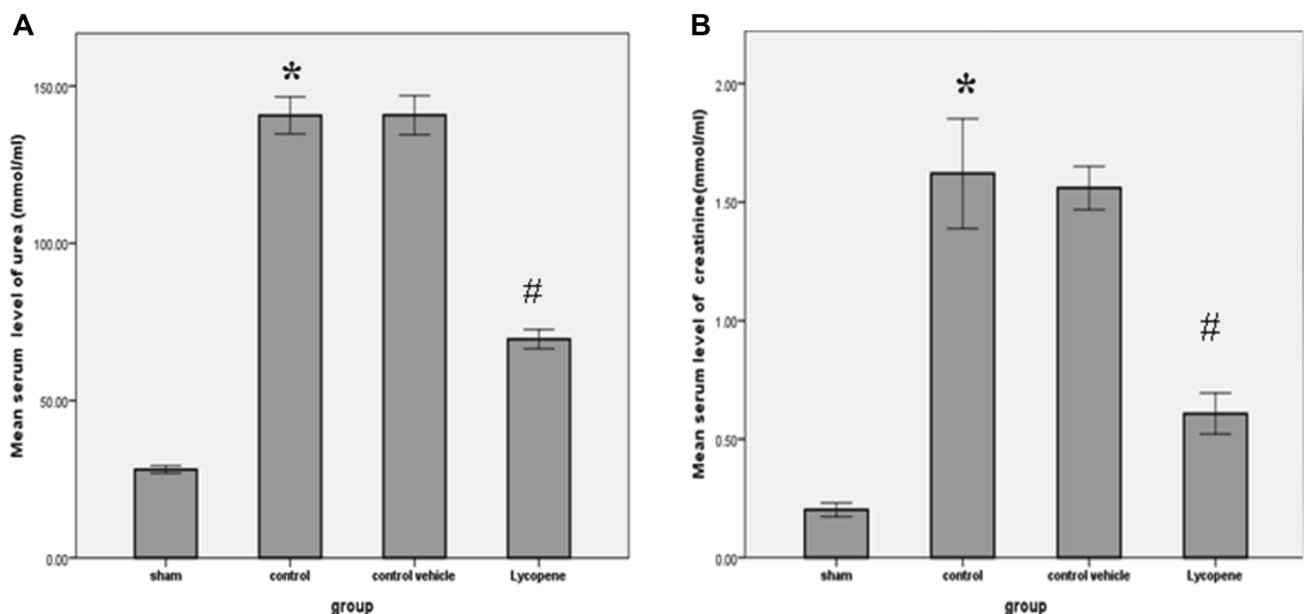 A
Mean serum level of urea (mmol/ml)
150.00
100.00
50.00
0.00
*
#
sham control control vehicle Lycopene
group
B
Mean serum level of creatinine(mmol/ml)
2.00
1.50
1.00
0.50
0.00
*
#
sham control control vehicle Lycopene
group